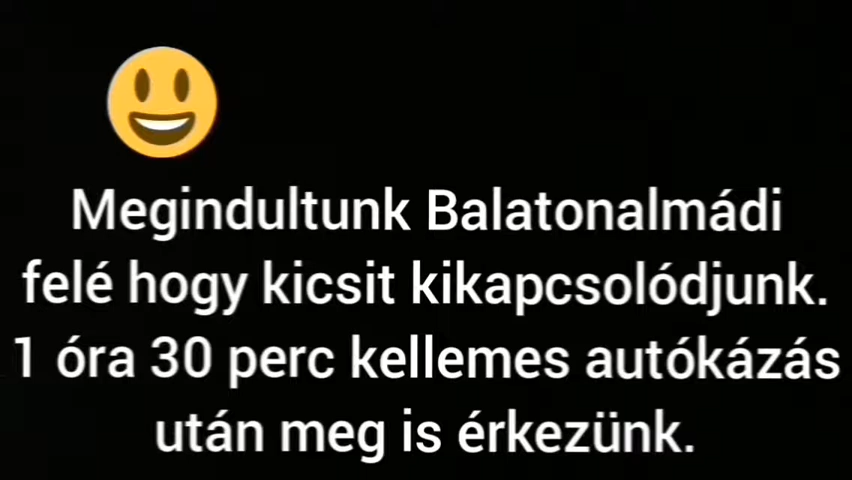 Megindultunk Balatonalmádi
felé hogy kicsit kikapcsolódjunk.
1 óra 30 perc kellemes autókázás
után meg is érkezünk.